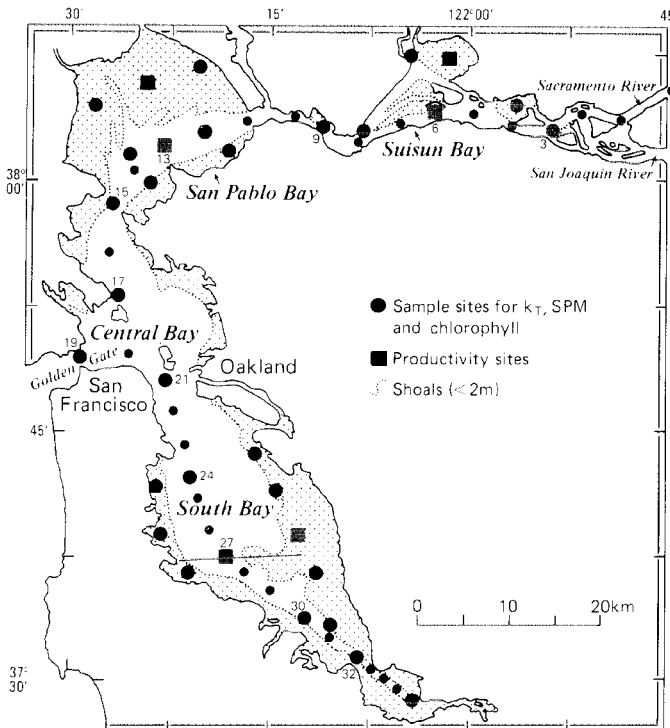 30'
15'
122°00'
45
Sacramento River
9
6
3
Suisun Bay
13
San Joaquin River
38°
00'
San Pablo Bay
15
17
Sample sites for kT, SPM
and chlorophyll
19
Central Bay
Golden Gate
Productivity sites
21
Oakland
San
Francisco
Shoals (<2m)
45'
24
South Bay
27
30
0 10 20km
32
37°
30'